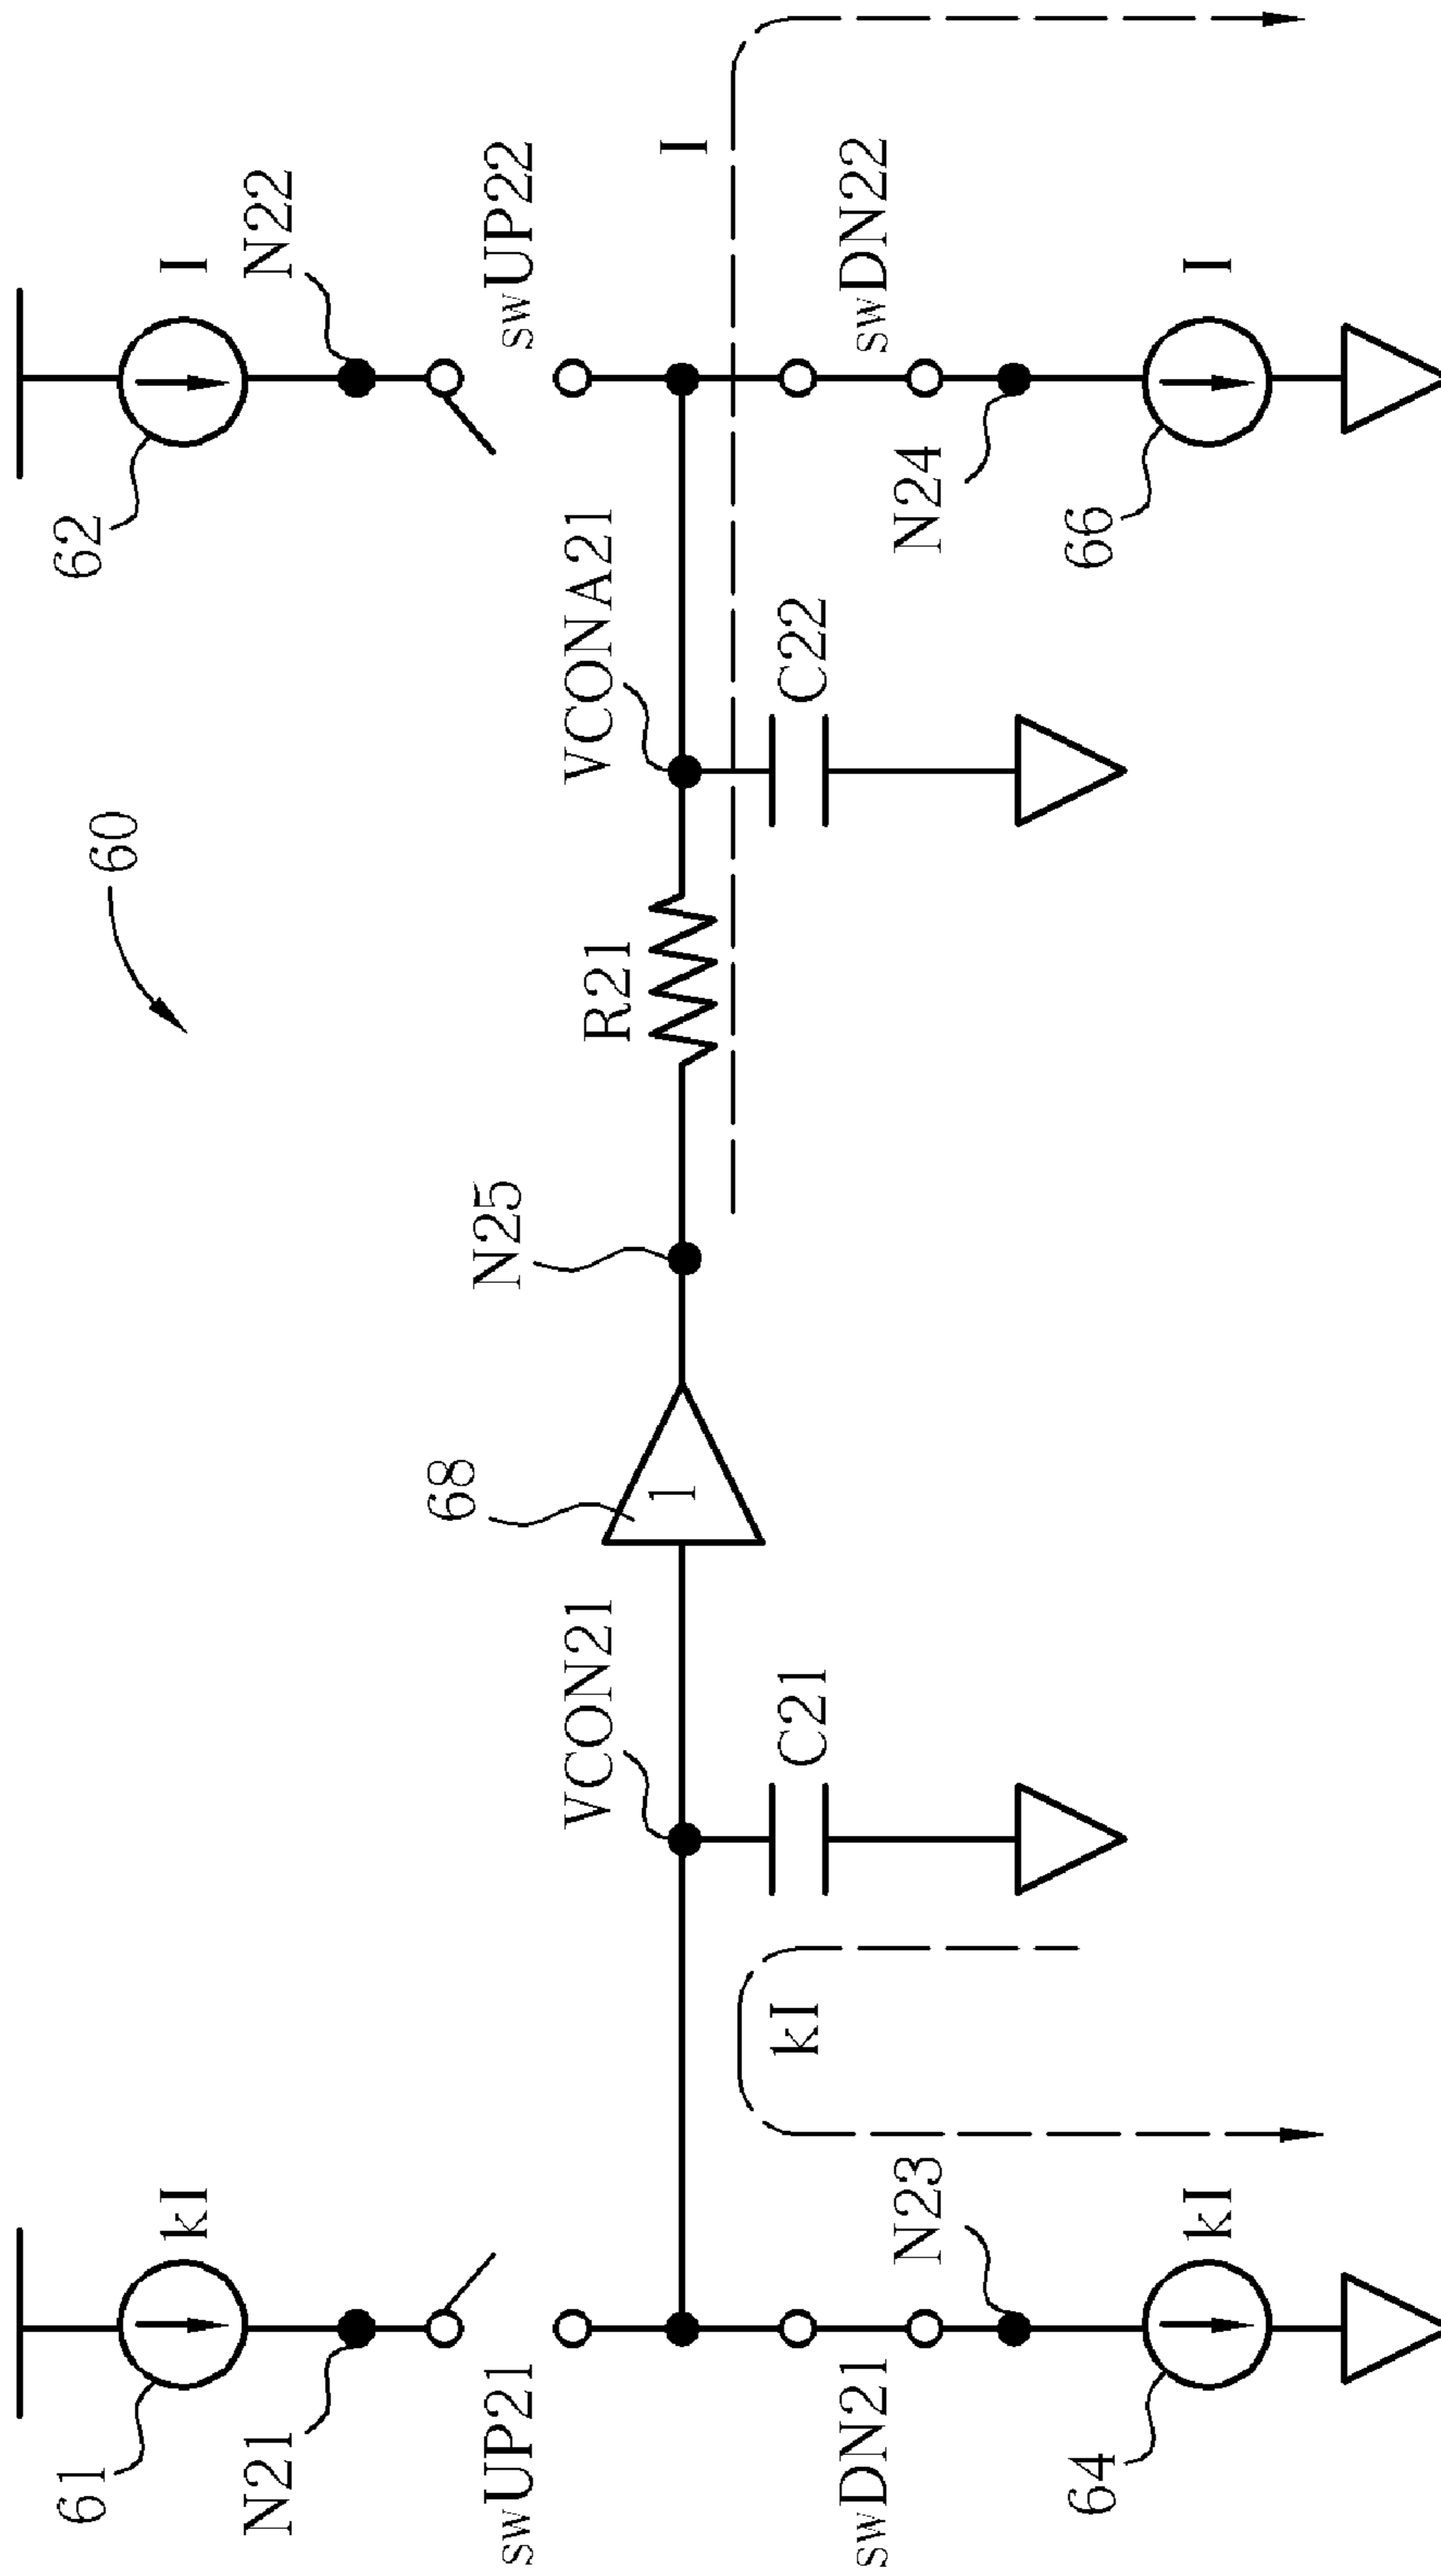 60
61
kI
N21
swUP21
62
I
N22
swUP22
VCON21
68
1
N25
R21
VCONA21
I
C21
C22
kI
swDN21
N23
swDN22
N24
64
kI
66
I